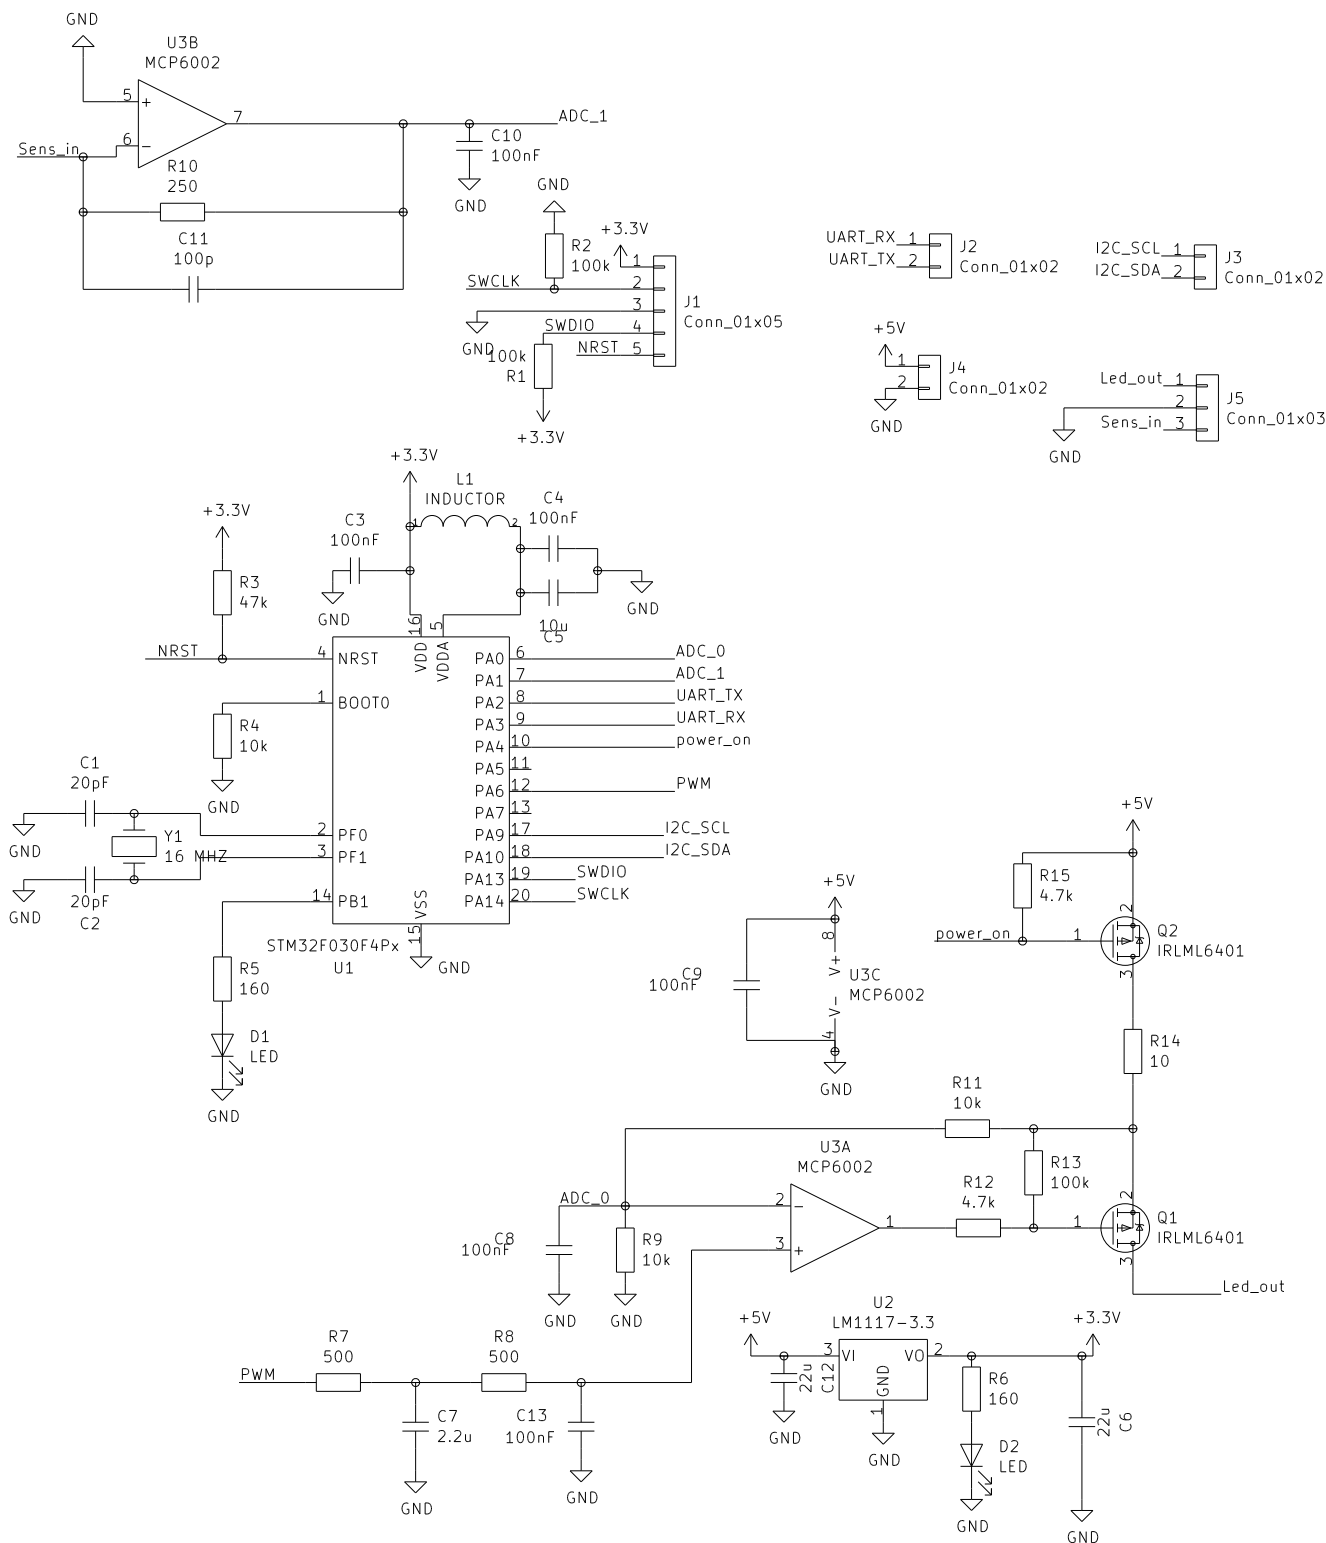 GND
U3B
MCP6002
5
+
7
ADC_1
6
−
Sens_in
R10
250
C11
100p
C10
100nF
GND
GND
R2
100k
+3.3V
1
SWCLK
2
3
GND
SWDIO
4
NRST
5
100k
R1
+3.3V
J1
Conn_01x05
UART_RX
1
UART_TX
2
J2
Conn_01x02
I2C_SCL
1
I2C_SDA
2
J3
Conn_01x02
+5V
1
2
GND
J4
Conn_01x02
Led_out
1
2
Sens_in
3
GND
J5
Conn_01x03
+3.3V
L1
INDUCTOR
1
2
C3
100nF
GND
C4
100nF
10u
C5
GND
+3.3V
R3
47k
NRST
4
NRST
16
VDD
5
VDDA
1
BOOT0
R4
10k
GND
C1
20pF
GND
Y1
16 MHZ
2
PF0
3
PF1
20pF
C2
GND
14
PB1
VSS
15
GND
STM32F030F4Px
U1
PA0
6
ADC_0
PA1
7
ADC_1
PA2
8
UART_TX
PA3
9
UART_RX
PA4
10
power_on
PA5
11
PA6
12
PWM
PA7
13
PA9
17
I2C_SCL
PA10
18
I2C_SDA
PA13
19
SWDIO
PA14
20
SWCLK
R5
160
D1
LED
GND
+5V
8
V+
V−
4
C9
100nF
U3C
MCP6002
GND
+5V
R15
4.7k
power_on
1
2
3
Q2
IRLML6401
R14
10
R11
10k
R13
100k
R12
4.7k
U3A
MCP6002
2
−
3
+
1
ADC_0
C8
100nF
GND
R9
10k
GND
1
2
3
Q1
IRLML6401
Led_out
PWM
R7
500
R8
500
C7
2.2u
GND
C13
100nF
GND
U2
LM1117-3.3
+5V
3
VI
VO
2
GND
1
GND
22u
C12
GND
R6
160
D2
LED
GND
+3.3V
22u
C6
GND